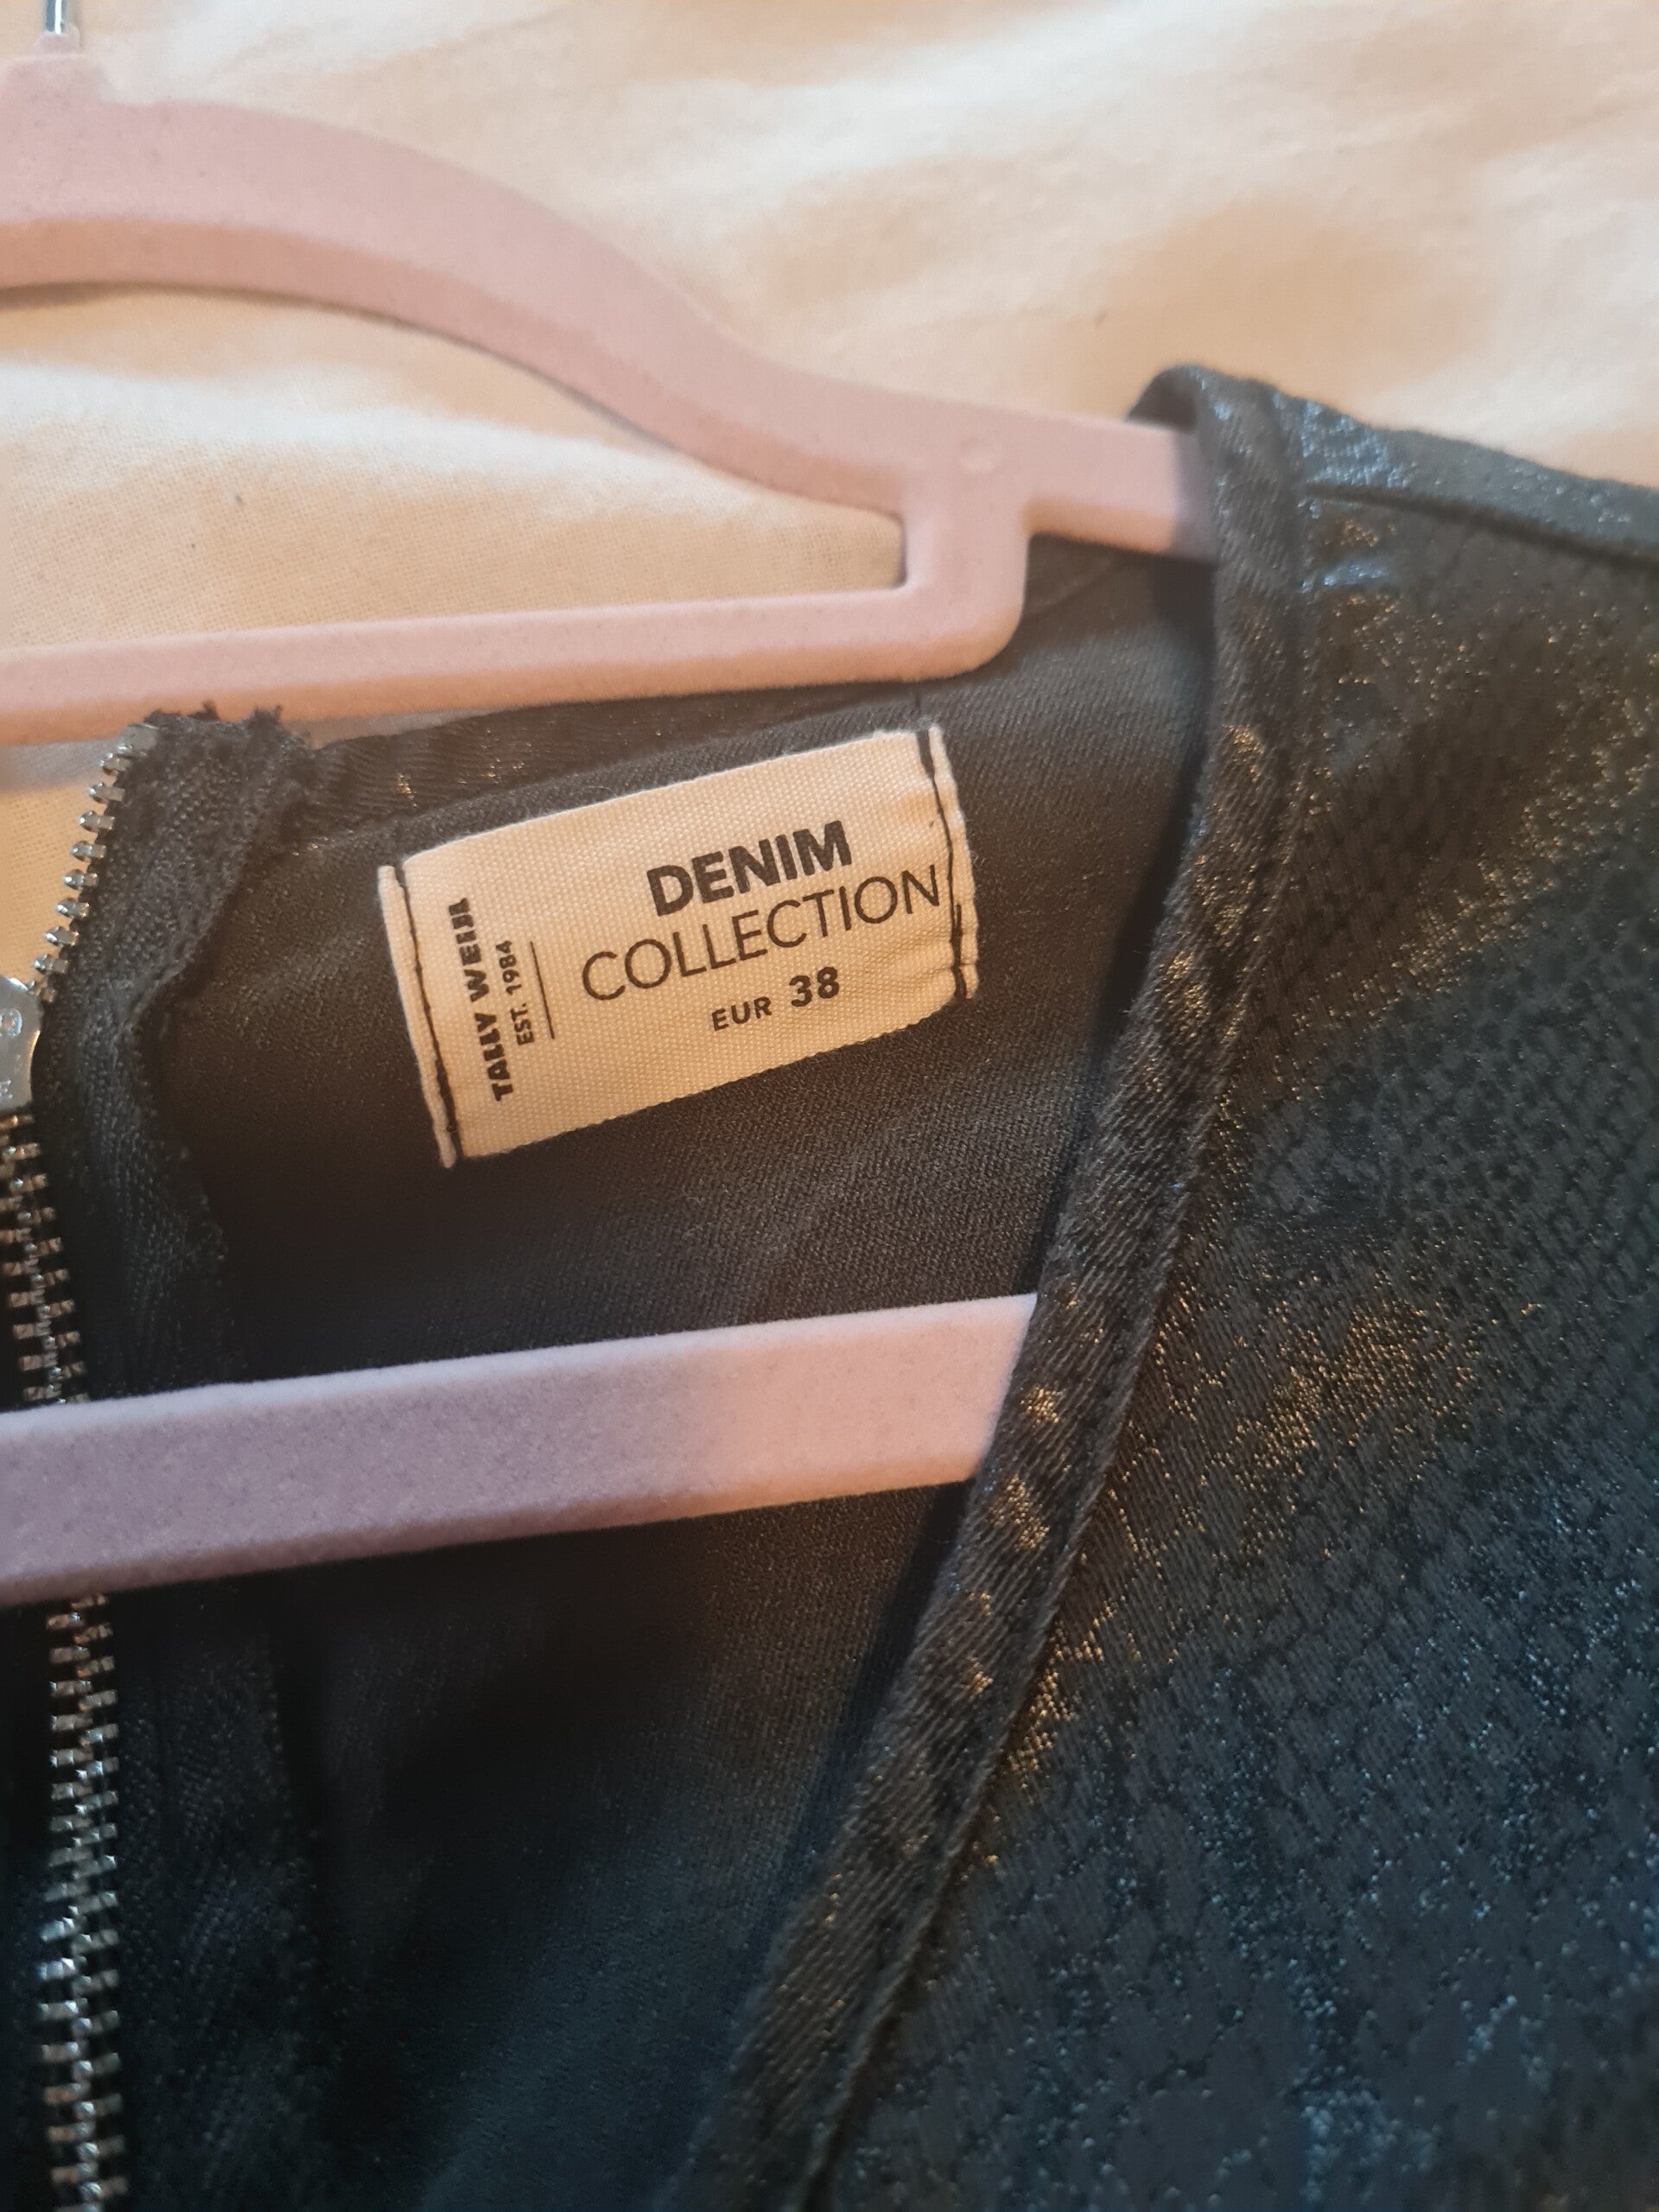 TALLY WEIJL
EST. 1984
DENIM
COLLECTION
EUR 38